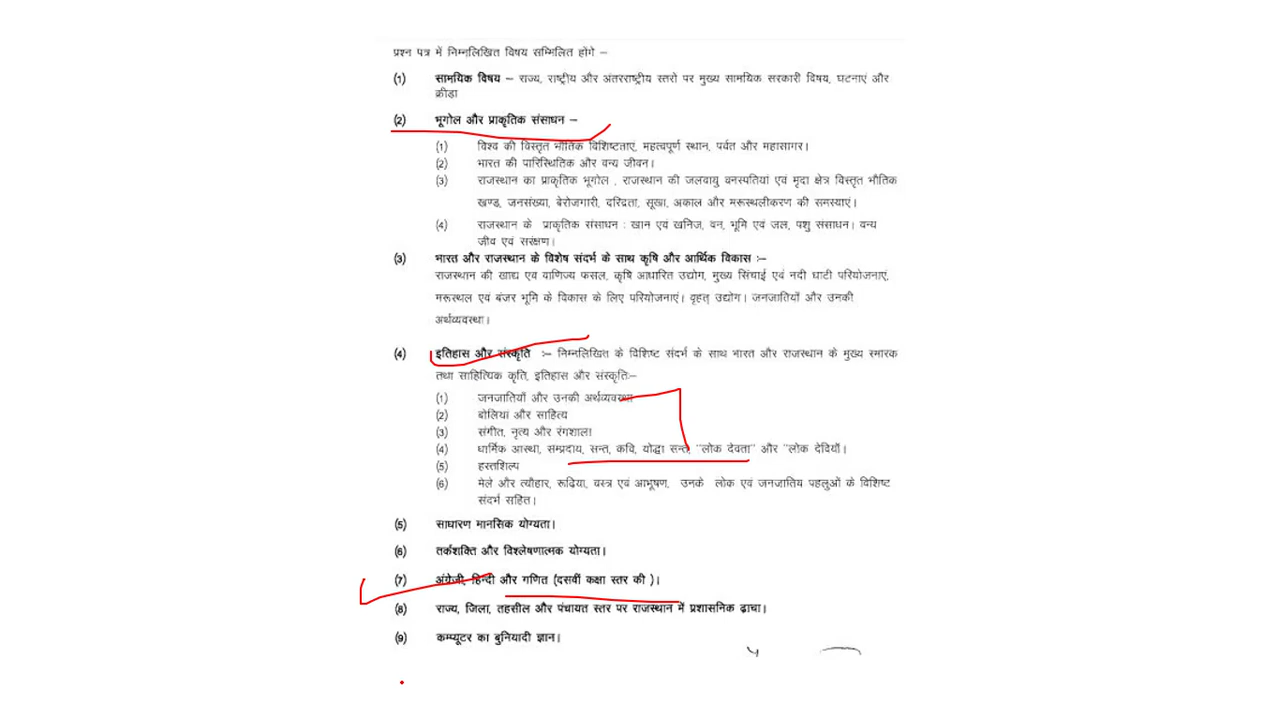 प्रश्न पत्र में निम्नलिखित विषय सम्मिलित होंगे –
(1) सामयिक विषय – राज्य, राष्ट्रीय और अंतरराष्ट्रीय स्तरो पर मुख्य सामयिक सरकारी विषय, घटनाएं और
क्रीड़ा
(2) भूगोल और प्राकृतिक संसाधन –
(1) विश्व की विस्तृत भौतिक विशिष्टताएं, महत्वपूर्ण स्थान, पर्वत और महासागर।
(2) भारत की पारिस्थितिक और वन्य जीवन।
(3) राजस्थान का प्राकृतिक भूगोल , राजस्थान की जलवायु वनस्पतियां एवं मृदा क्षेत्र विस्तृत भौतिक
खण्ड, जनसंख्या, बेरोजगारी, दरिद्रता, सूखा, अकाल और मरूस्थलीकरण की समस्याएं।
(4) राजस्थान के प्राकृतिक संसाधन : खान एवं खनिज, वन, भूमि एवं जल, पशु संसाधन। वन्य
जीव एवं सरंक्षण।
(3) भारत और राजस्थान के विशेष संदर्भ के साथ कृषि और आर्थिक विकास :–
राजस्थान की खाद्य एव वाणिज्य फसल, कृषि आधारित उद्योग, मुख्य सिंचाई एवं नदी घाटी परियोजनाएं,
मरूस्थल एवं बंजर भूमि के विकास के लिए परियोजनाएं। वृहत् उद्योग। जनजातियों और उनकी
अर्थव्यवस्था।
(4) इतिहास और संस्कृति :– निम्नलिखित के विशिष्ट संदर्भ के साथ भारत और राजस्थान के मुख्य स्मारक
तथा साहित्यिक कृति, इतिहास और संस्कृतिः–
(1) जनजातियों और उनकी अर्थव्यवस्था
(2) बोलियां और साहित्य
(3) संगीत, नृत्य और रंगशाला
(4) धार्मिक आस्था, सम्प्रदाय, सन्त, कवि, योद्धा सन्त, "लोक देवता" और "लोक देवियाँ।
(5) हस्तशिल्प
(6) मेले और त्यौहार, रूढिया, वस्त्र एवं आभूषण, उनके लोक एवं जनजातिय पहलुओं के विशिष्ट
संदर्भ सहित।
(5) साधारण मानसिक योग्यता।
(6) तर्कशक्ति और विश्लेषणात्मक योग्यता।
(7) अंग्रेजी, हिन्दी और गणित (दसवीं कक्षा स्तर की )।
(8) राज्य, जिला, तहसील और पंचायत स्तर पर राजस्थान में प्रशासनिक ढ़ाचा।
(9) कम्प्यूटर का बुनियादी ज्ञान।